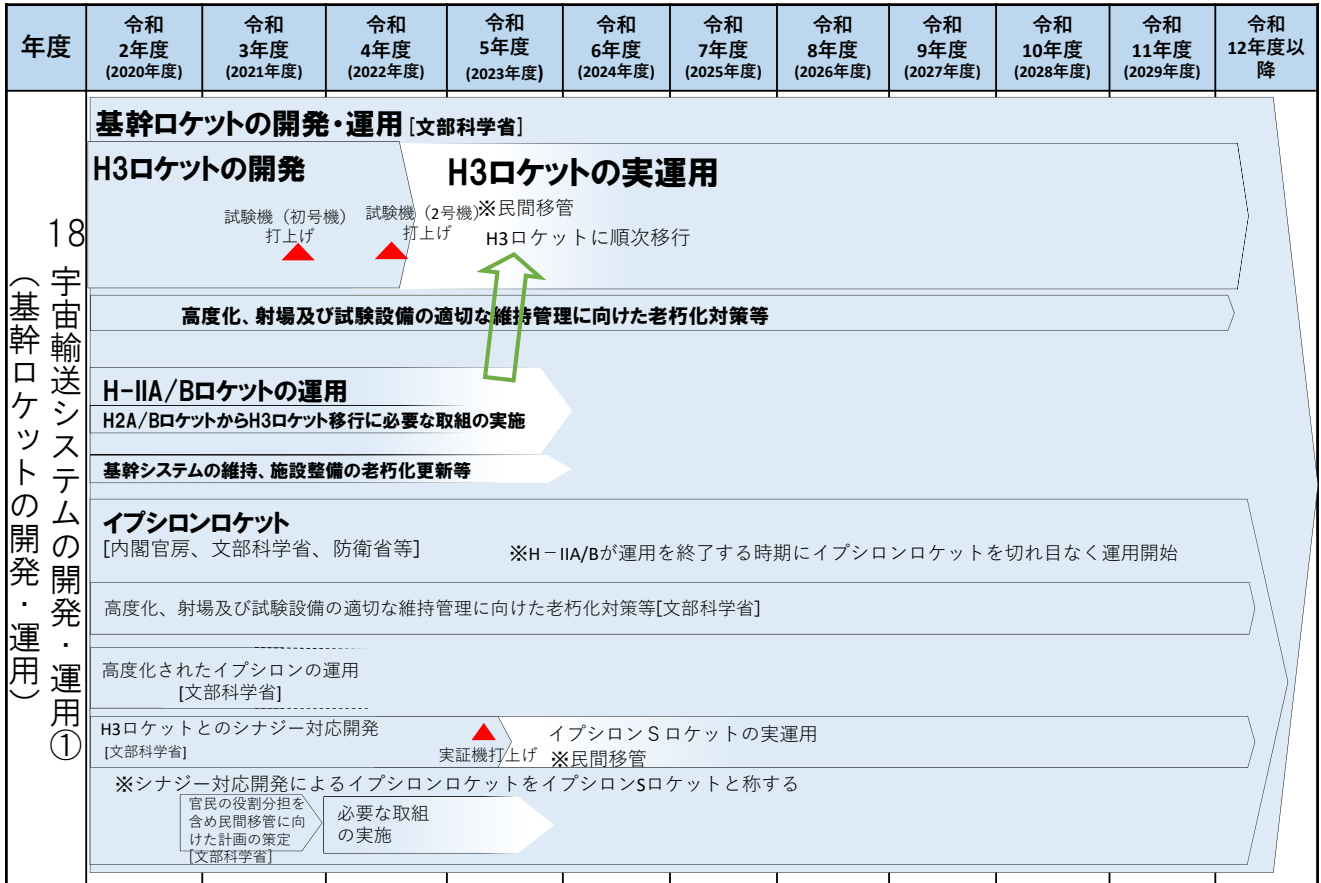 年度
令和
2年度
(2020年度)
令和
3年度
(2021年度)
令和
4年度
(2022年度)
令和
5年度
(2023年度)
令和
6年度
(2024年度)
令和
7年度
(2025年度)
令和
8年度
(2026年度)
令和
9年度
(2027年度)
令和
10年度
(2028年度)
令和
11年度
(2029年度)
令和
12年度以
降
18 宇宙輸送システムの開発・運用①
(基幹ロケットの開発・運用)
基幹ロケットの開発・運用 [文部科学省]
H3ロケットの開発
試験機（初号機）
打上げ
試験機（2号機）
打上げ
H3ロケットの実運用
※民間移管
H3ロケットに順次移行
高度化、射場及び試験設備の適切な維持管理に向けた老朽化対策等
H-IIA/Bロケットの運用
H2A/BロケットからH3ロケット移行に必要な取組の実施
基幹システムの維持、施設整備の老朽化更新等
イプシロンロケット
[内閣官房、文部科学省、防衛省等]
※H－IIA/Bが運用を終了する時期にイプシロンロケットを切れ目なく運用開始
高度化、射場及び試験設備の適切な維持管理に向けた老朽化対策等[文部科学省]
高度化されたイプシロンの運用
[文部科学省]
H3ロケットとのシナジー対応開発
[文部科学省]
実証機打上げ
イプシロンＳロケットの実運用
※民間移管
※シナジー対応開発によるイプシロンロケットをイプシロンSロケットと称する
官民の役割分担を
含め民間移管に向
けた計画の策定
[文部科学省]
必要な取組
の実施